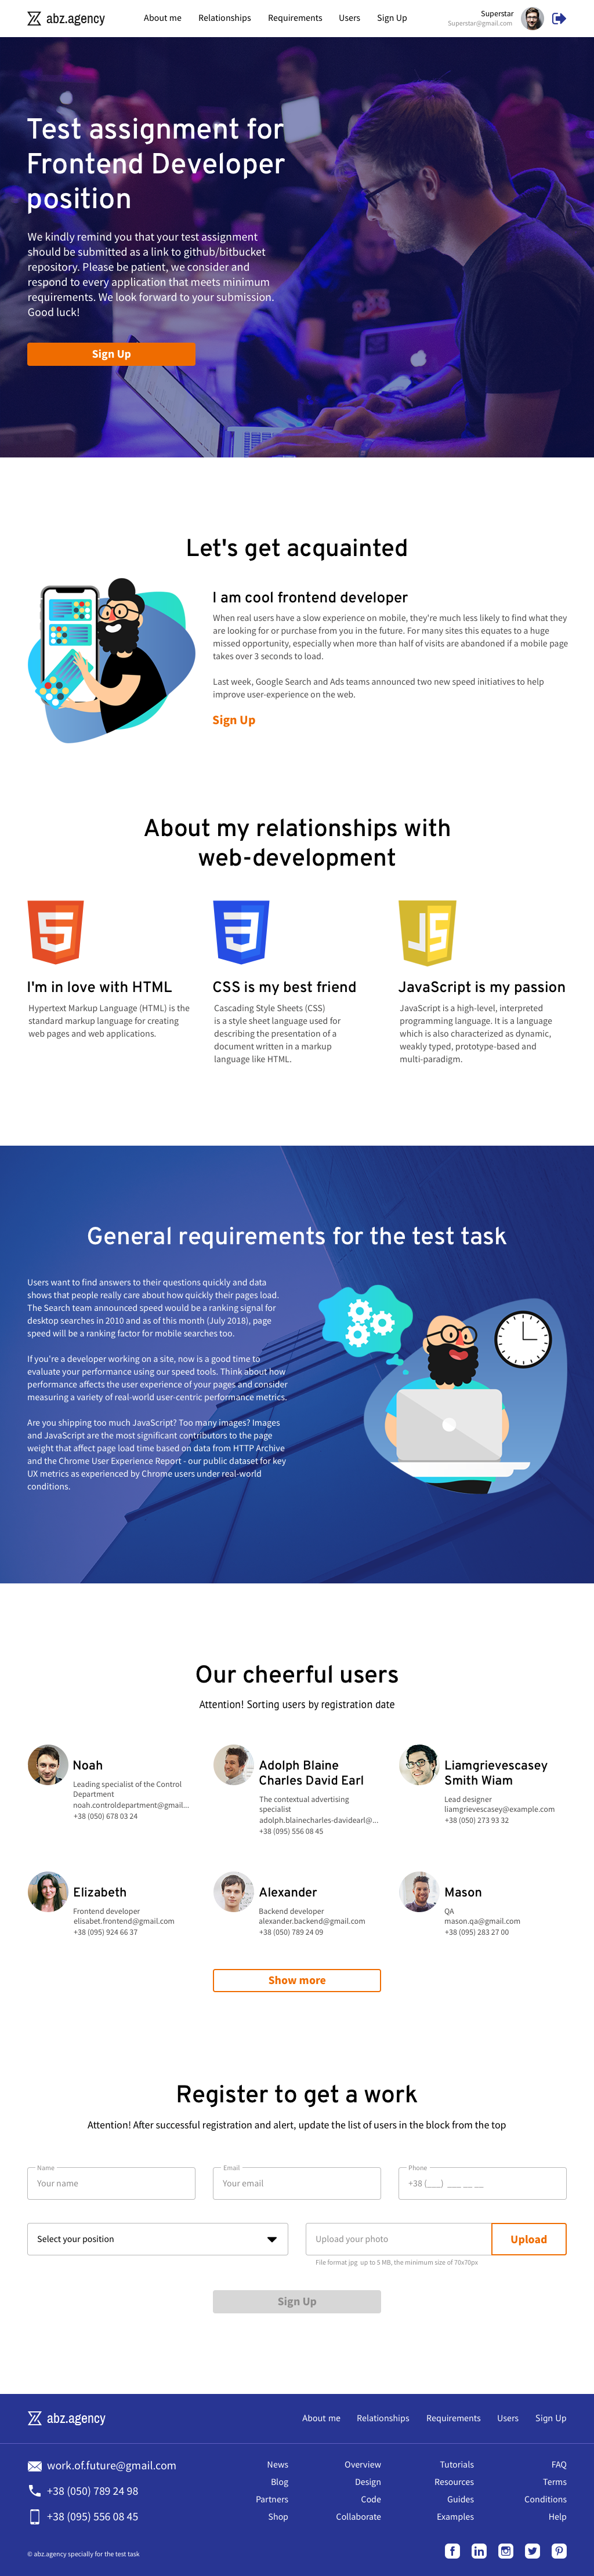 abz.agency
About me Relationships Requirements Users Sign Up
Superstar
Superstar@gmail.com
Test assignment for
Frontend Developer
position
We kindly remind you that your test assignment
should be submitted as a link to github/bitbucket
repository. Please be patient, we consider and
respond to every application that meets minimum
requirements. We look forward to your submission.
Good luck!
Sign Up
Let's get acquainted
I am cool frontend developer
When real users have a slow experience on mobile, they're much less likely to find what they
are looking for or purchase from you in the future. For many sites this equates to a huge
missed opportunity, especially when more than half of visits are abandoned if a mobile page
takes over 3 seconds to load.
Last week, Google Search and Ads teams announced two new speed initiatives to help
improve user-experience on the web.
Sign Up
About my relationships with
web-development
5
3
JS
I'm in love with HTML
Hypertext Markup Language (HTML) is the
standard markup language for creating
web pages and web applications.
CSS is my best friend
Cascading Style Sheets (CSS)
is a style sheet language used for
describing the presentation of a
document written in a markup
language like HTML.
JavaScript is my passion
JavaScript is a high-level, interpreted
programming language. It is a language
which is also characterized as dynamic,
weakly typed, prototype-based and
multi-paradigm.
General requirements for the test task
Users want to find answers to their questions quickly and data
shows that people really care about how quickly their pages load.
The Search team announced speed would be a ranking signal for
desktop searches in 2010 and as of this month (July 2018), page
speed will be a ranking factor for mobile searches too.
If you're a developer working on a site, now is a good time to
evaluate your performance using our speed tools. Think about how
performance affects the user experience of your pages and consider
measuring a variety of real-world user-centric performance metrics.
Are you shipping too much JavaScript? Too many images? Images
and JavaScript are the most significant contributors to the page
weight that affect page load time based on data from HTTP Archive
and the Chrome User Experience Report - our public dataset for key
UX metrics as experienced by Chrome users under real-world
conditions.
Our cheerful users
Attention! Sorting users by registration date
Noah
Leading specialist of the Control
Department
noah.controldepartment@gmail...
+38 (050) 678 03 24
Adolph Blaine
Charles David Earl
The contextual advertising
specialist
adolph.blainecharles-davidearl@...
+38 (095) 556 08 45
Liamgrievescasey
Smith Wiam
Lead designer
liamgrievescasey@example.com
+38 (050) 273 93 32
Elizabeth
Frontend developer
elisabet.frontend@gmail.com
+38 (095) 924 66 37
Alexander
Backend developer
alexander.backend@gmail.com
+38 (050) 789 24 09
Mason
QA
mason.qa@gmail.com
+38 (095) 283 27 00
Show more
Register to get a work
Attention! After successful registration and alert, update the list of users in the block from the top
Name
Your name
Email
Your email
Phone
+38 (___) ___ __ __
Select your position
Upload your photo
Upload
File format jpg up to 5 MB, the minimum size of 70x70px
Sign Up
abz.agency
About me Relationships Requirements Users Sign Up
work.of.future@gmail.com
+38 (050) 789 24 98
+38 (095) 556 08 45
News Overview Tutorials FAQ
Blog Design Resources Terms
Partners Code Guides Conditions
Shop Collaborate Examples Help
© abz.agency specially for the test task